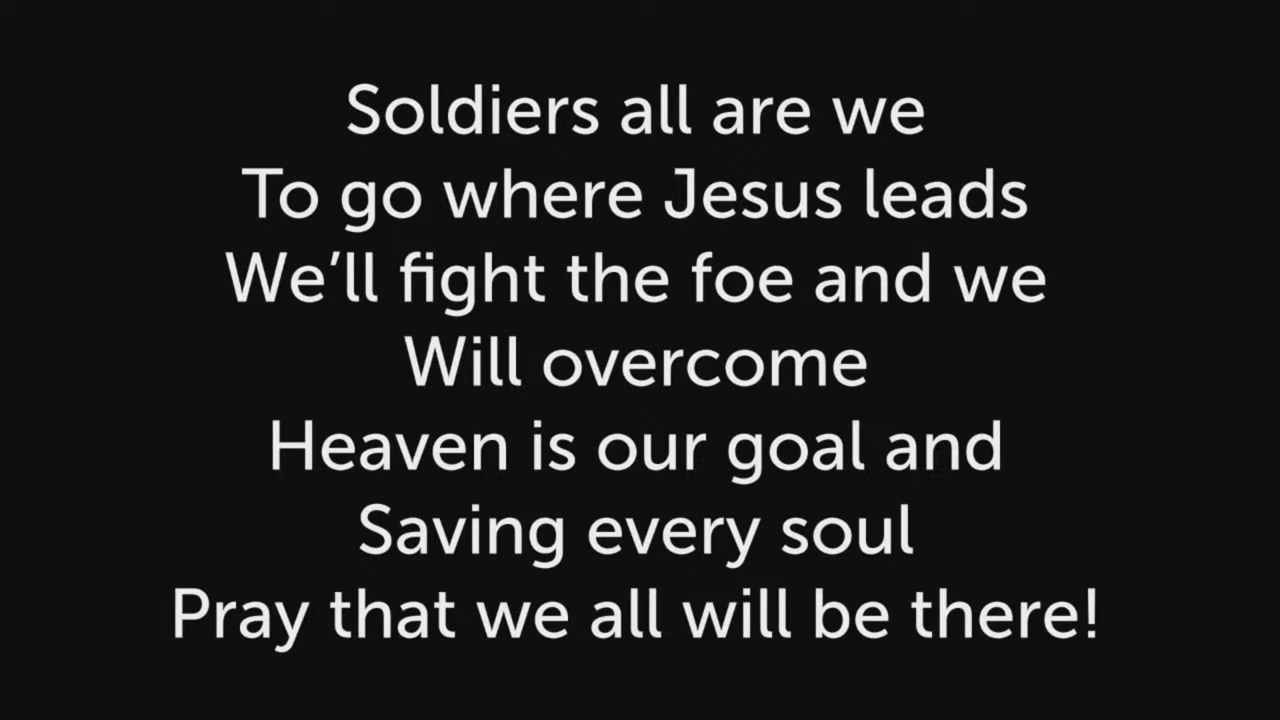 Soldiers all are we
To go where Jesus leads
We’ll fight the foe and we
Will overcome
Heaven is our goal and
Saving every soul
Pray that we all will be there!